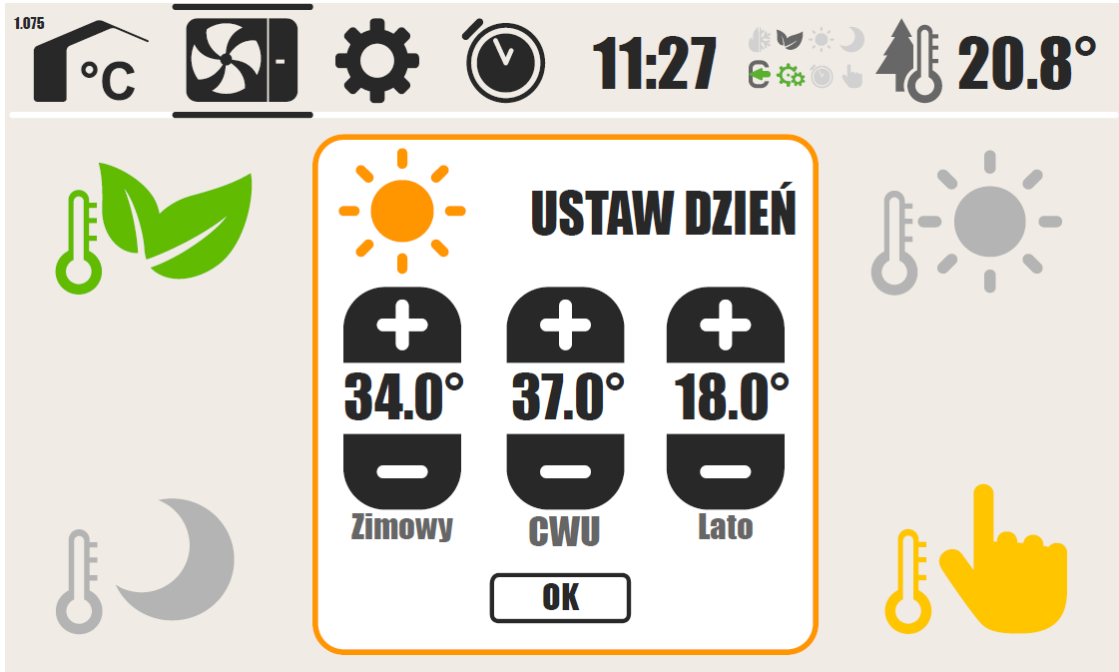 1.075
°C
11:27
20.8°
USTAW DZIEŃ
34.0° 37.0° 18.0°
Zimowy CWU Lato
OK